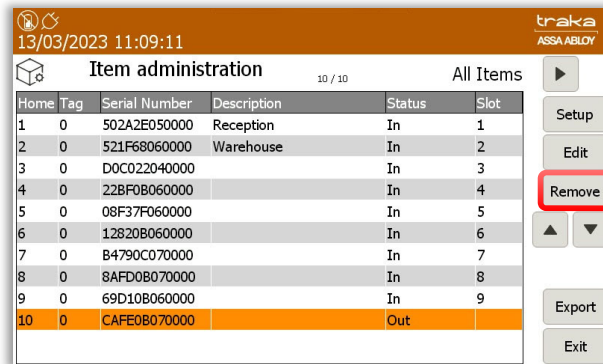 13/03/2023 11:09:11
traka
ASSA ABLOY
Item administration 10 / 10 All Items
Home Tag Serial Number Description Status Slot
1 0 502A2E050000 Reception In 1
2 0 521F68060000 Warehouse In 2
3 0 D0C022040000 In 3
4 0 22BF0B060000 In 4
5 0 08F37F060000 In 5
6 0 12820B060000 In 6
7 0 B4790C070000 In 7
8 0 8AFD0B070000 In 8
9 0 69D10B060000 In 9
10 0 CAFE0B070000 Out
Setup
Edit
Remove
Export
Exit